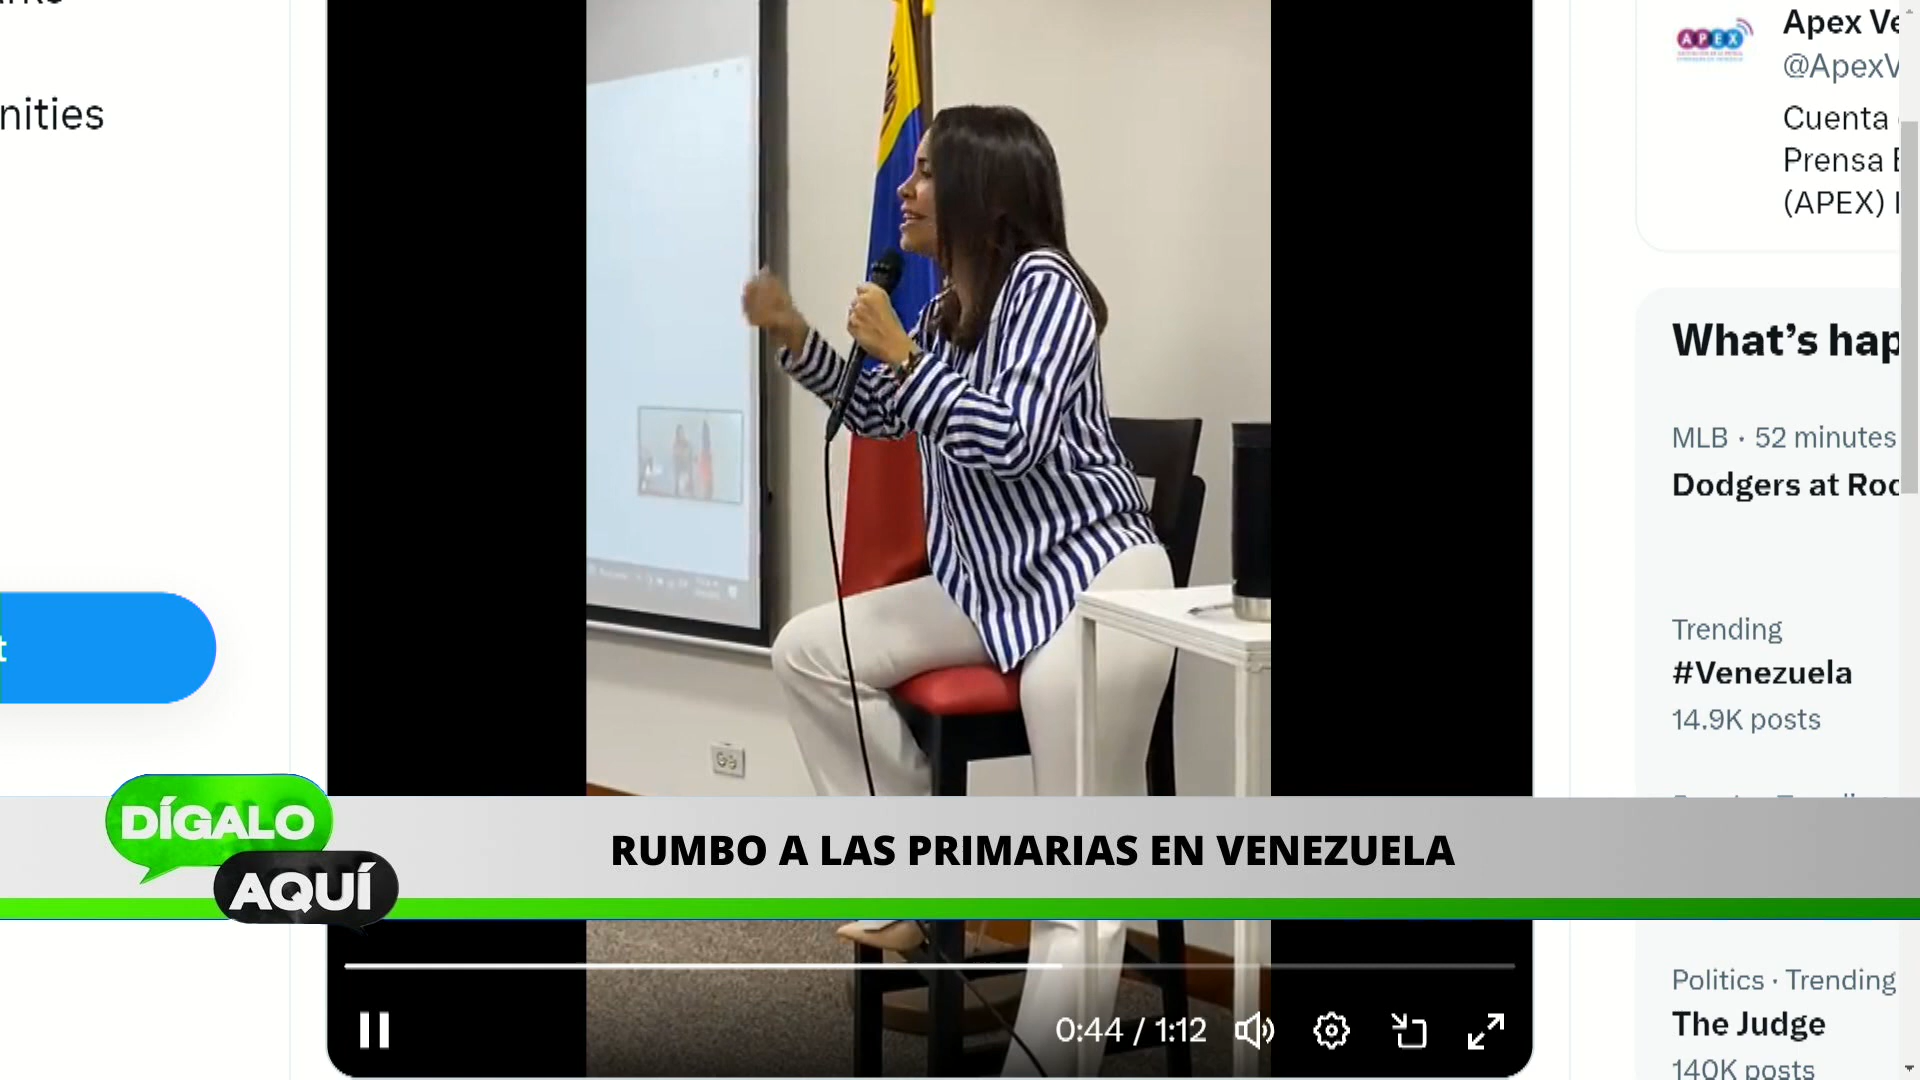 nities
t
DÍGALO
AQUÍ
RUMBO A LAS PRIMARIAS EN VENEZUELA
0:44 / 1:12
APEX
Apex Ve
@ApexV
Cuenta
Prensa E
(APEX) I
What's hap
MLB · 52 minutes
Dodgers at Roc
Trending
#Venezuela
14.9K posts
Politics · Trending
The Judge
140K posts